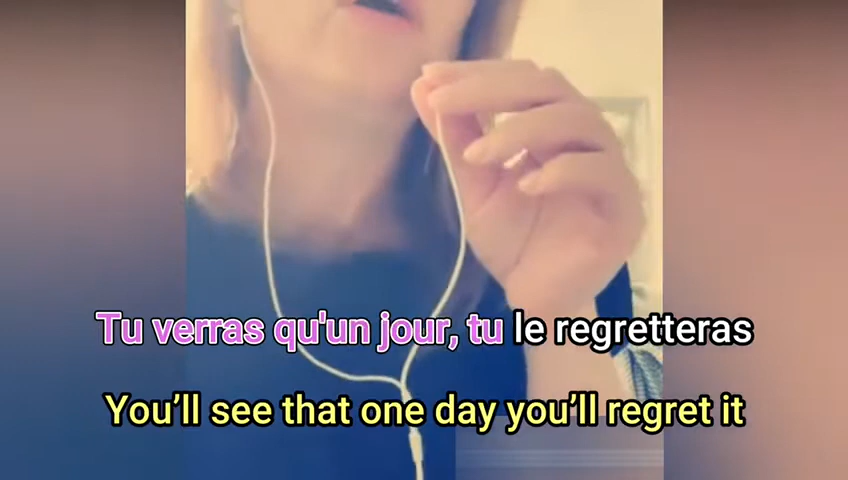 Tu verras qu'un jour, tu le regretteras
You’ll see that one day you’ll regret it